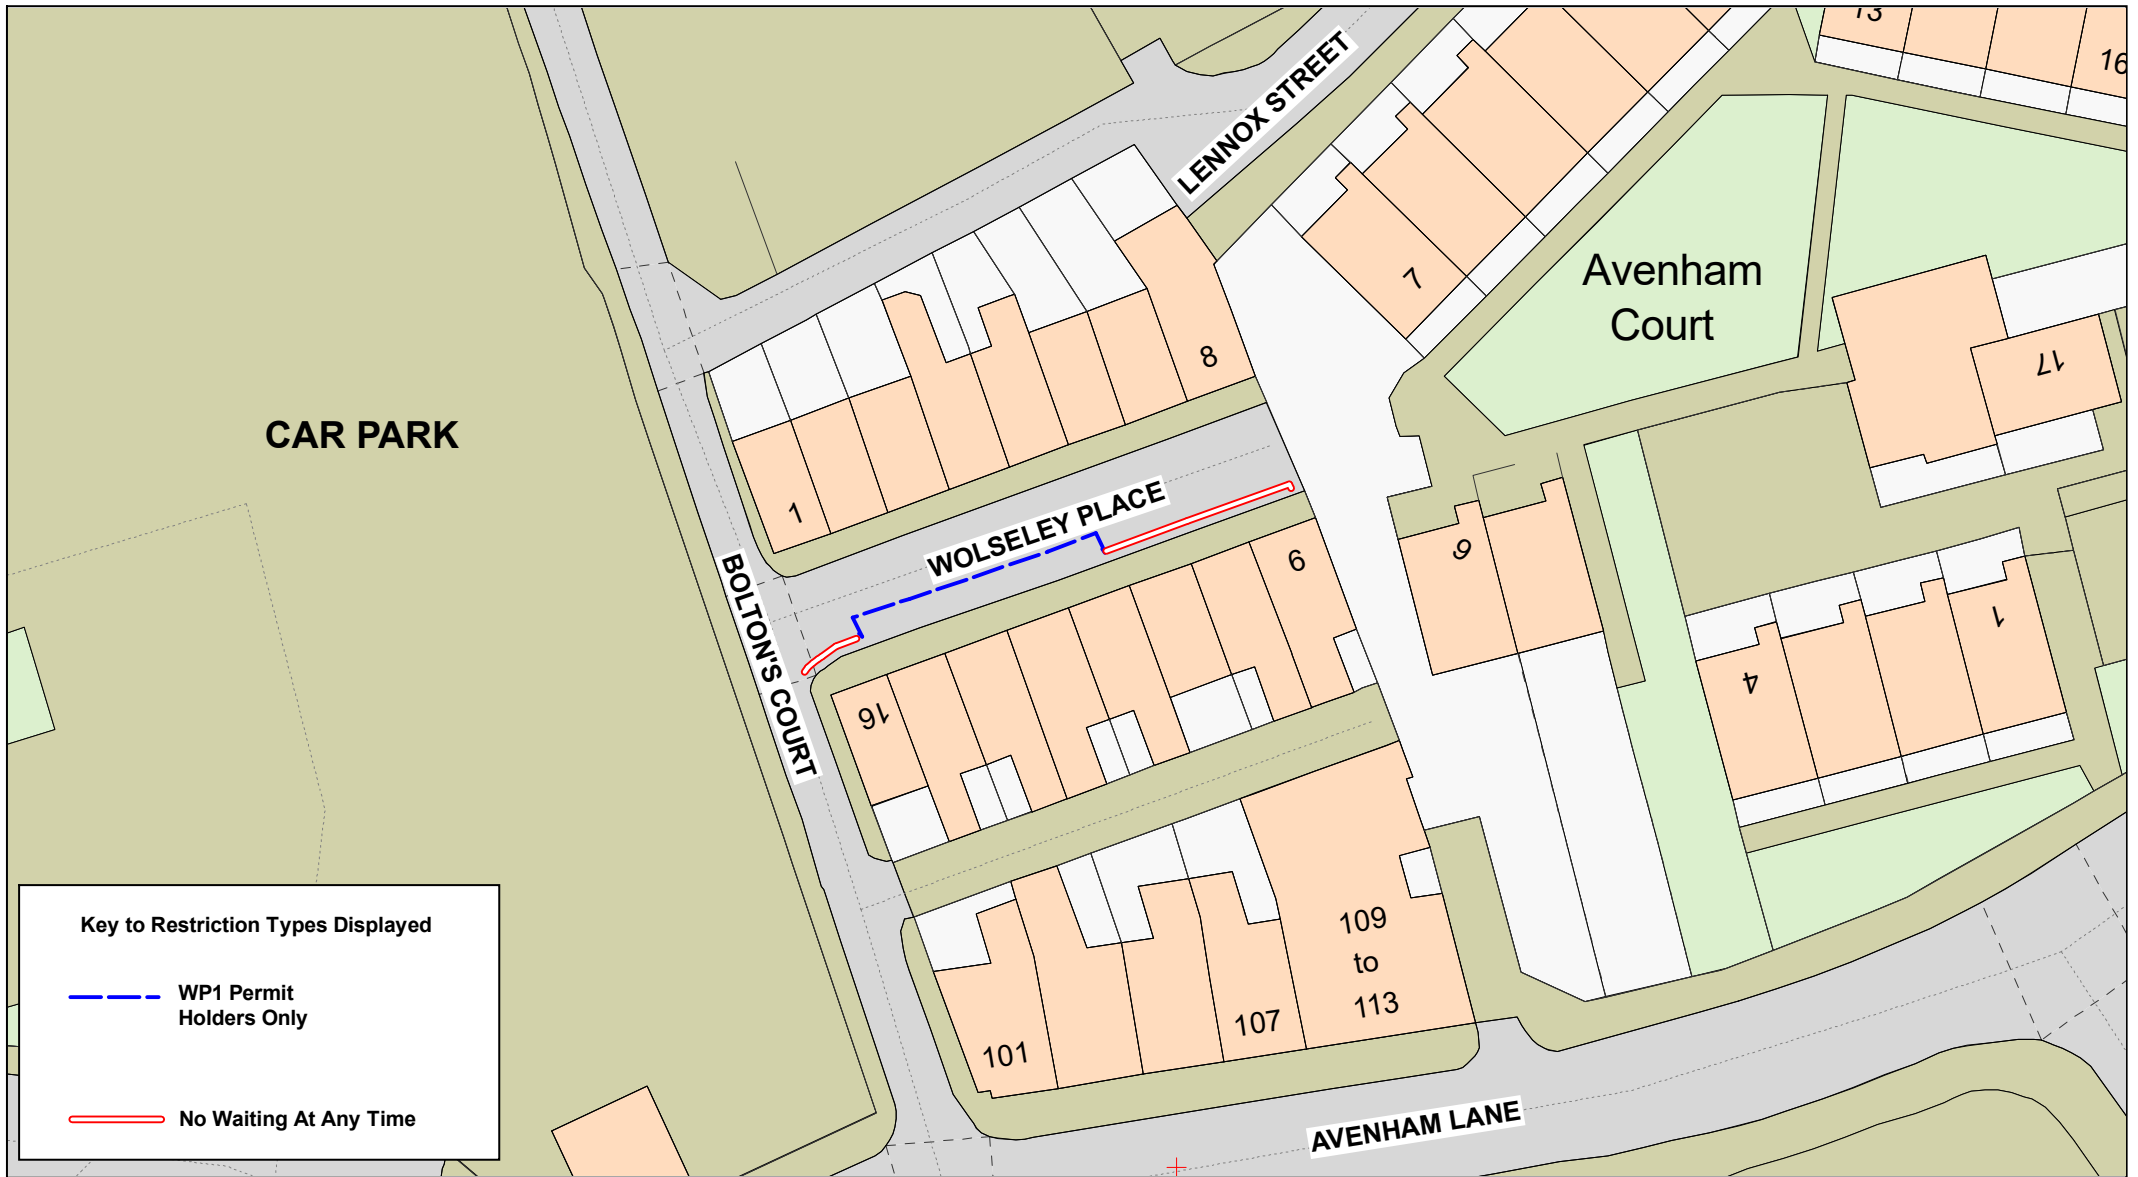 13
16
LENNOX STREET
Avenham
Court
7
17
8
CAR PARK
1
WOLSELEY PLACE
9
9
BOLTON'S COURT
16
4
1
109
to
113
107
101
AVENHAM LANE
Key to Restriction Types Displayed
WP1 Permit
Holders Only
No Waiting At Any Time